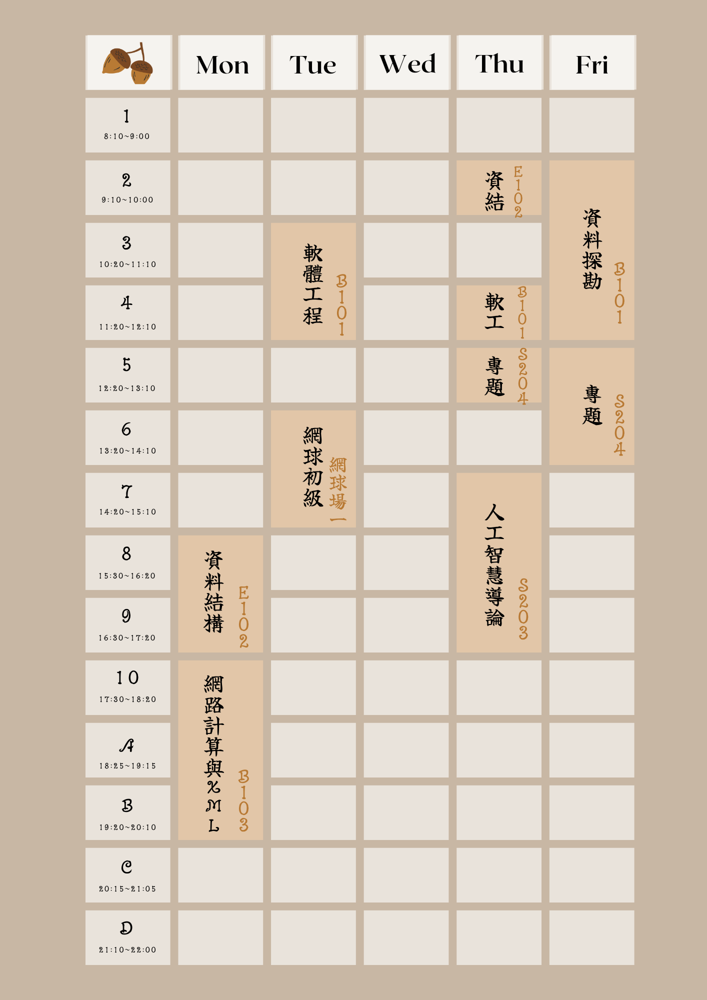 Mon Tue Wed Thu Fri
1
8:10~9:00
2
9:10~10:00
資結
E102
資料探勘
B101
3
10:20~11:10
軟體工程
B101
4
11:20~12:10
軟工
B101
5
12:20~13:10
專題
S204
專題
S204
6
13:20~14:10
網球初級
網球場一
7
14:20~15:10
人工智慧導論
S203
8
15:30~16:20
資料結構
E102
9
16:30~17:20
10
17:30~18:20
網路計算與XML
B103
A
18:25~19:15
B
19:20~20:10
C
20:15~21:05
D
21:10~22:00